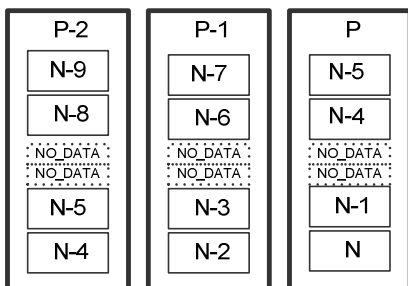 P-2
N-9
N-8
NO_DATA
NO_DATA
N-5
N-4
P-1
N-7
N-6
NO_DATA
NO_DATA
N-3
N-2
P
N-5
N-4
NO_DATA
NO_DATA
N-1
N